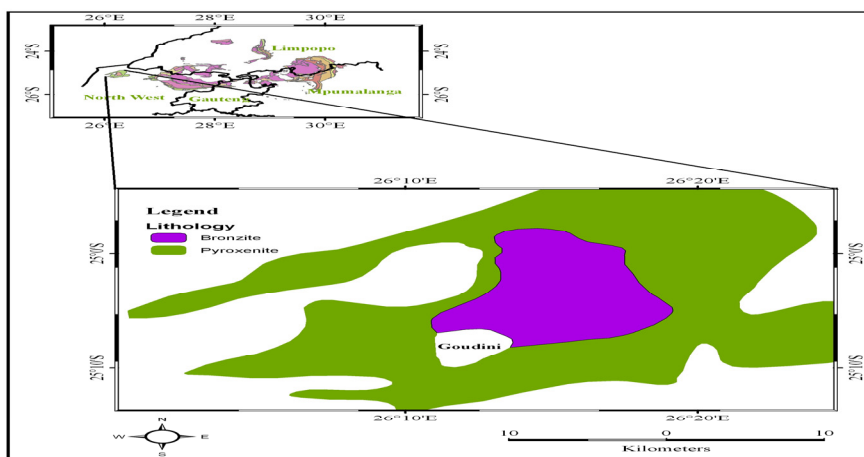 26°E 28°E 30°E
24°S 24°S
Limpopo
North West Gauteng Mpumalanga
26°S 26°S
26°E 28°E 30°E
26°10'E 26°20'E
Legend
Lithology
Bronzite
Pyroxenite
25°0'S 25°0'S
Goudini
25°10'S 25°10'S
26°10'E 26°20'E
N
W E
S
10 0 10
Kilometers